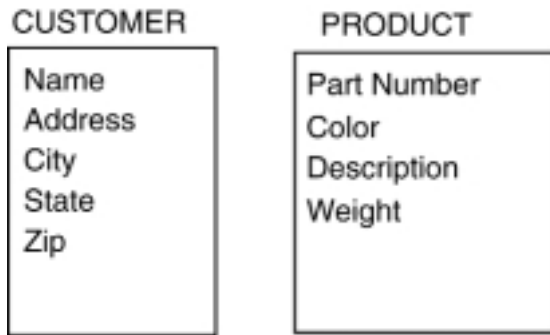 CUSTOMER
Name
Address
City
State
Zip
PRODUCT
Part Number
Color
Description
Weight